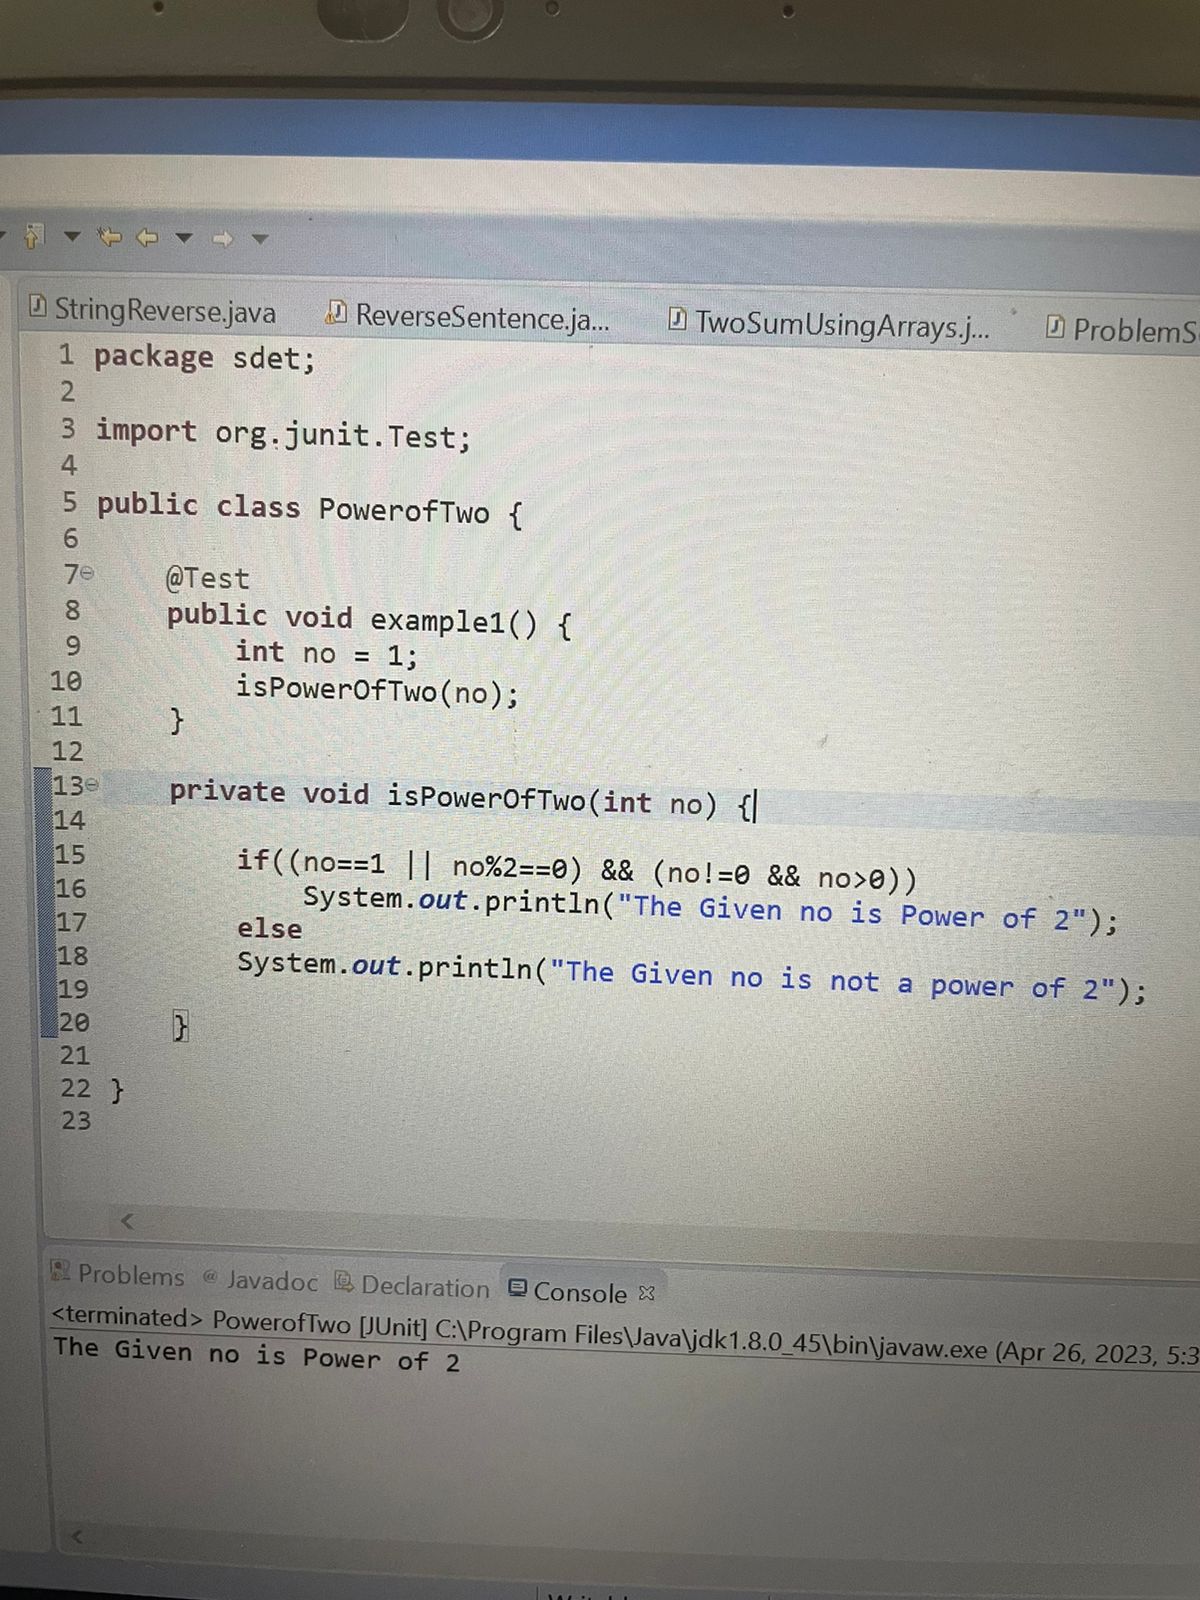 StringReverse.java ReverseSentence.ja... TwoSumUsingArrays.j... ProblemS
1 package sdet;
2
3 import org.junit.Test;
4
5 public class PowerofTwo {
6
7 @Test
8 public void example1() {
9 int no = 1;
10 isPowerOfTwo(no);
11 }
12
13 private void isPowerOfTwo(int no) {
14
15 if((no==1 || no%2==0) && (no!=0 && no>0))
16 System.out.println("The Given no is Power of 2");
17 else
18 System.out.println("The Given no is not a power of 2");
19
20 }
21
22 }
23
Problems @ Javadoc Declaration Console
<terminated> PowerofTwo [JUnit] C:\Program Files\Java\jdk1.8.0_45\bin\javaw.exe (Apr 26, 2023, 5:3
The Given no is Power of 2